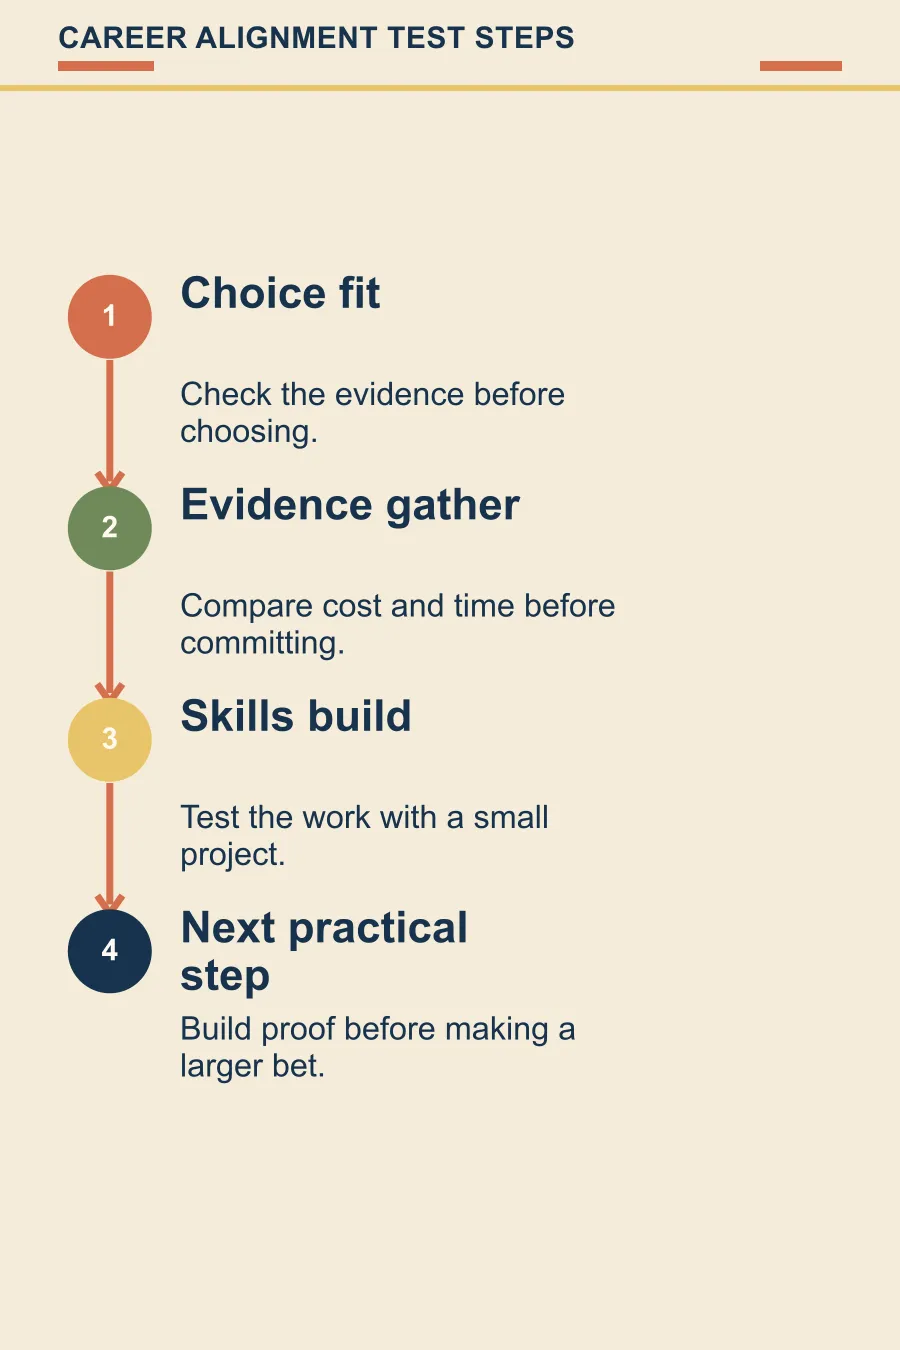 CAREER ALIGNMENT TEST STEPS
1
Choice fit
Check the evidence before
choosing.
2
Evidence gather
Compare cost and time before
committing.
3
Skills build
Test the work with a small
project.
4
Next practical
step
Build proof before making a
larger bet.